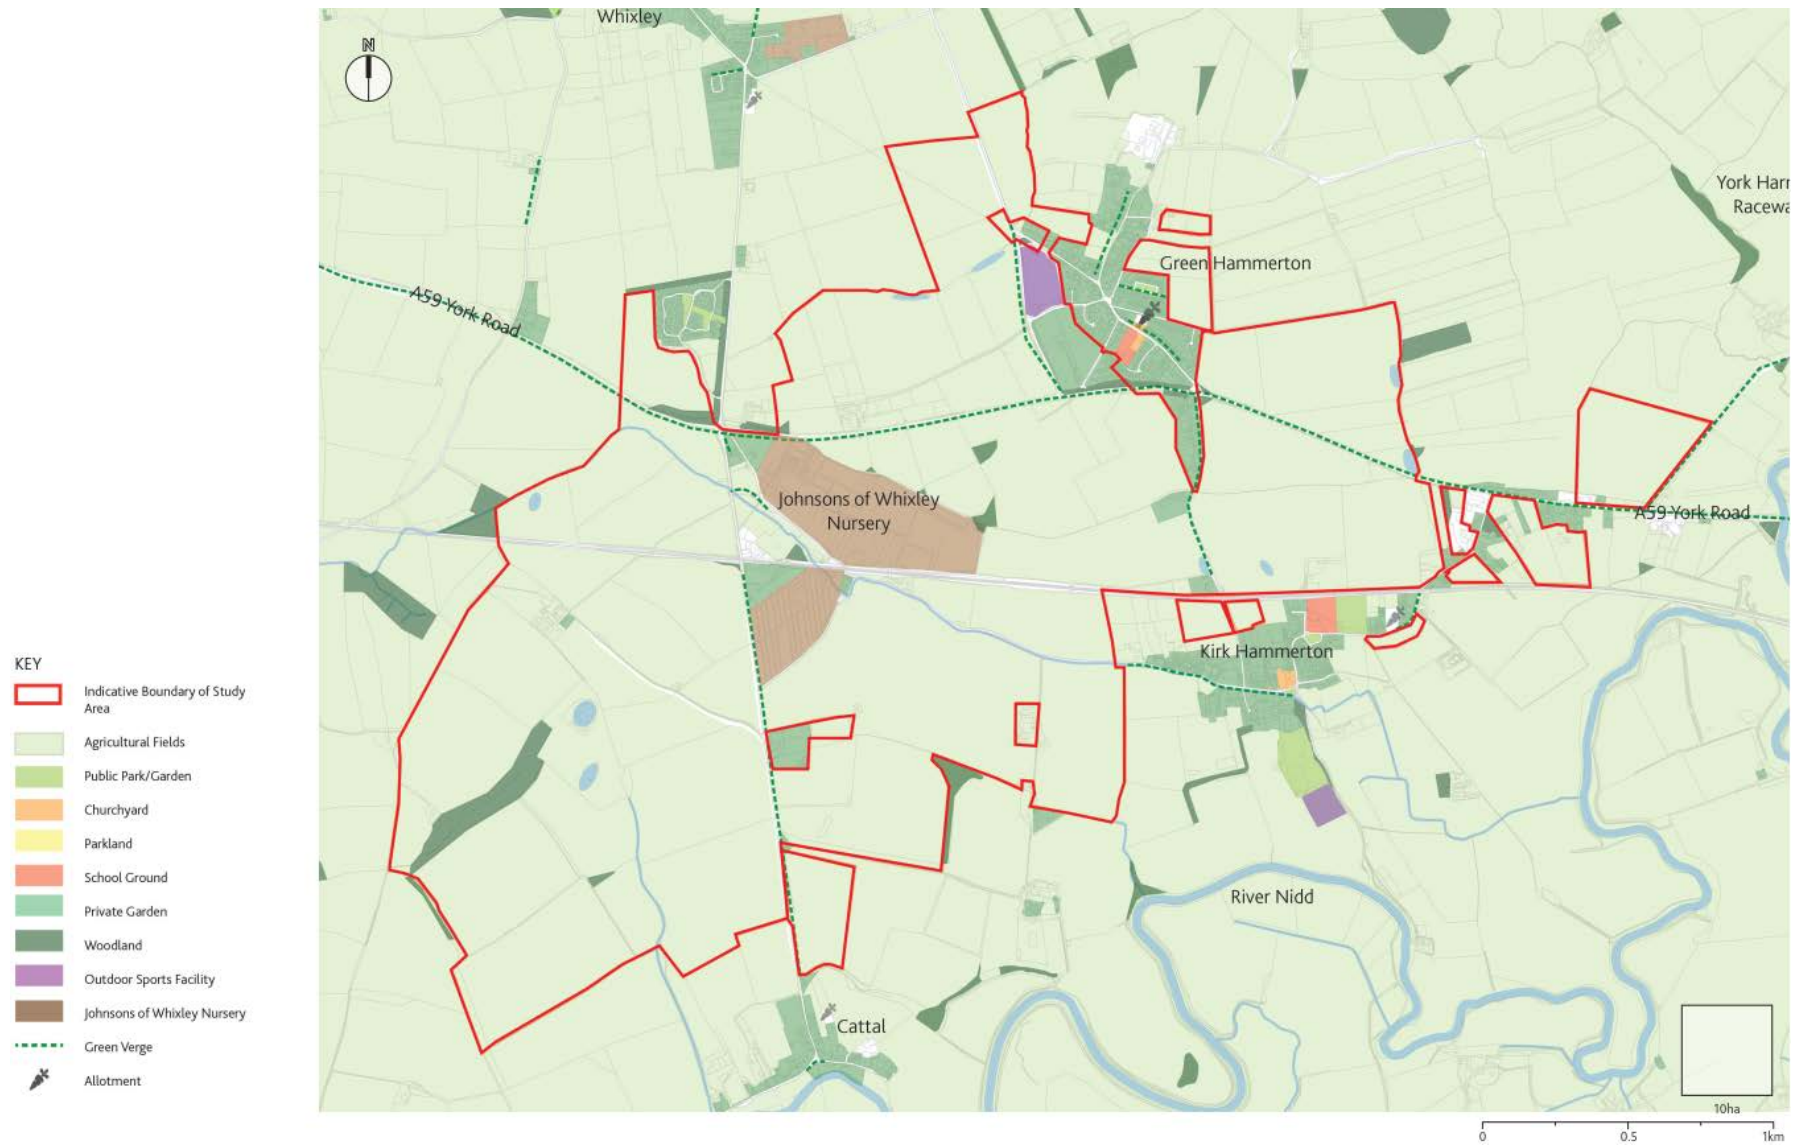 Whixley
N
York Harr
Racewa
Green Hammerton
A59 York Road
Johnsons of Whixley
Nursery
A59 York Road
Kirk Hammerton
River Nidd
Cattal
KEY
Indicative Boundary of Study
Area
Agricultural Fields
Public Park/Garden
Churchyard
Parkland
School Ground
Private Garden
Woodland
Outdoor Sports Facility
Johnsons of Whixley Nursery
Green Verge
Allotment
10ha
0 0.5 1km